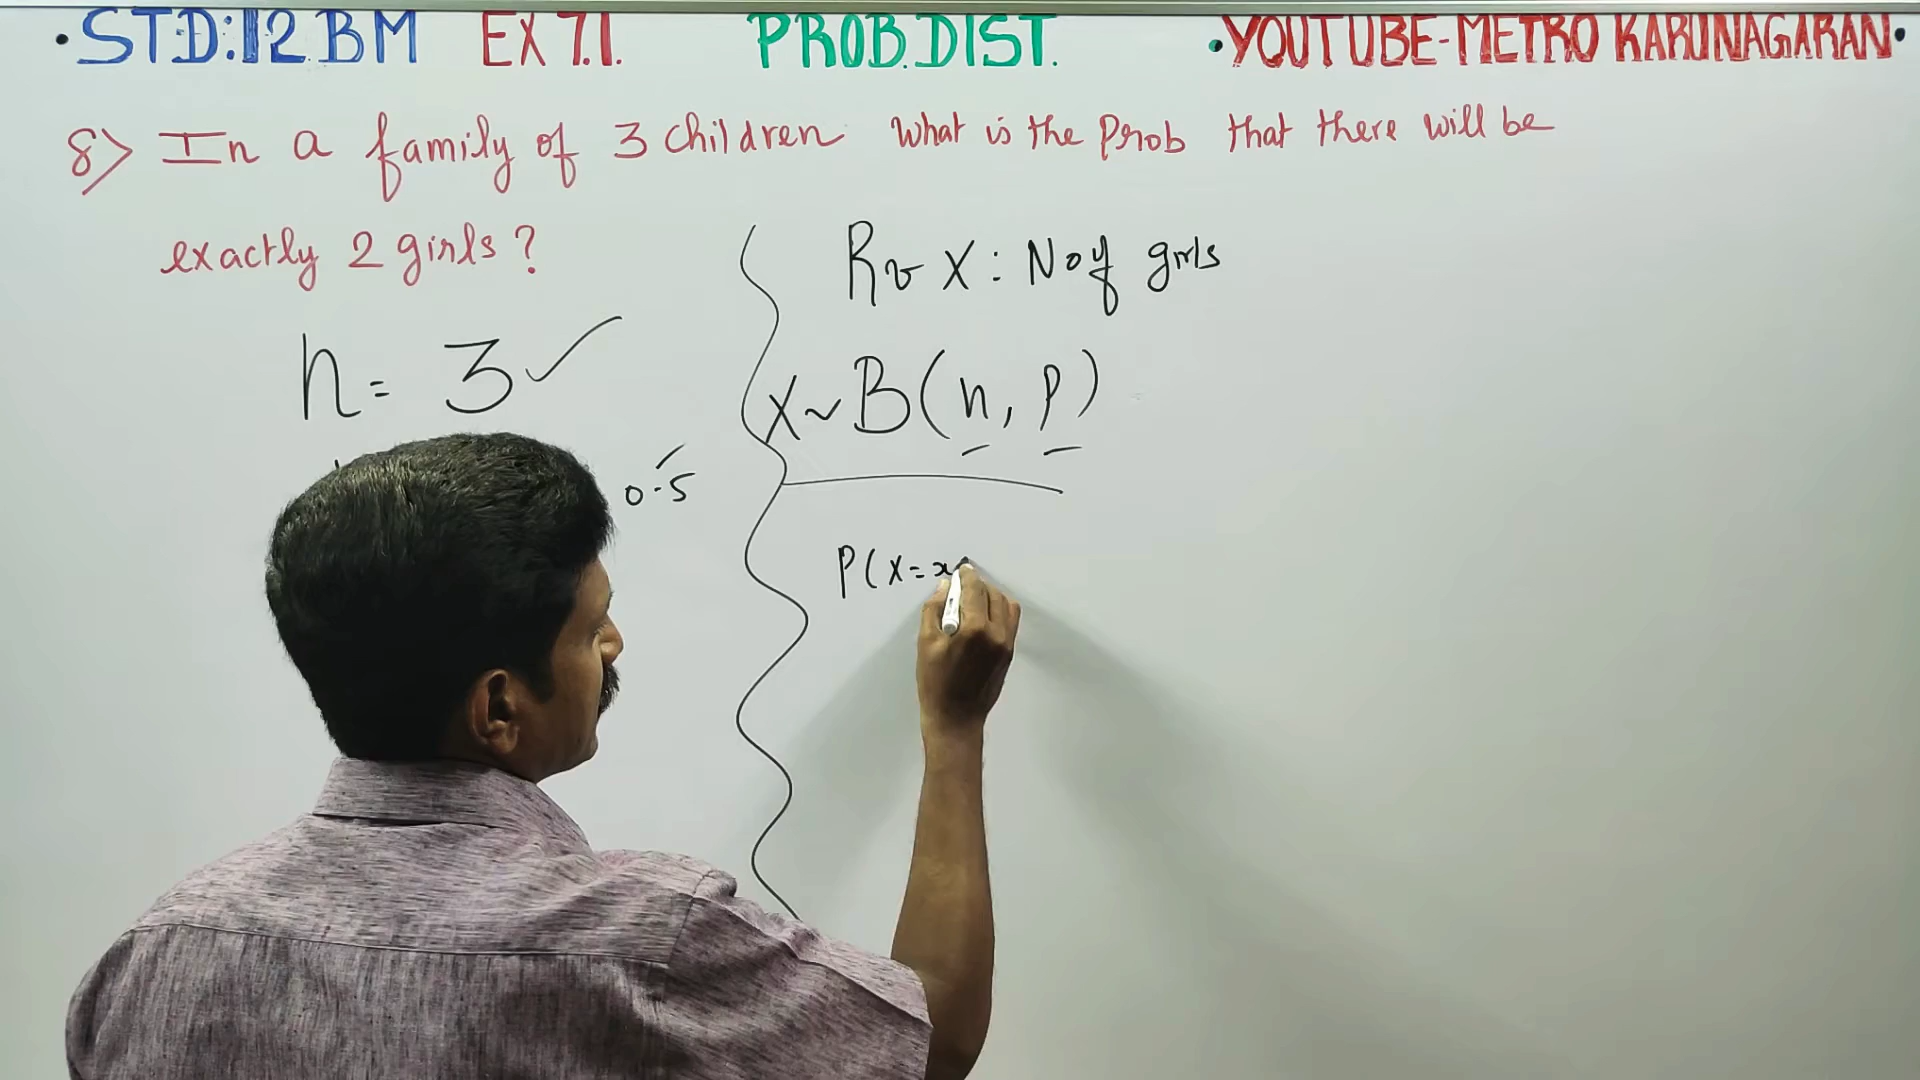 •STD:12.BM EX 7.1. PROB.DIST. •YOUTUBE-METRO KARUNAGARAN•
8> In a family of 3 children what is the Prob that there will be
exactly 2 girls?
Rv X: No of girls
n = 3 ✓
X~B(n, p)
0.5
P(X=x